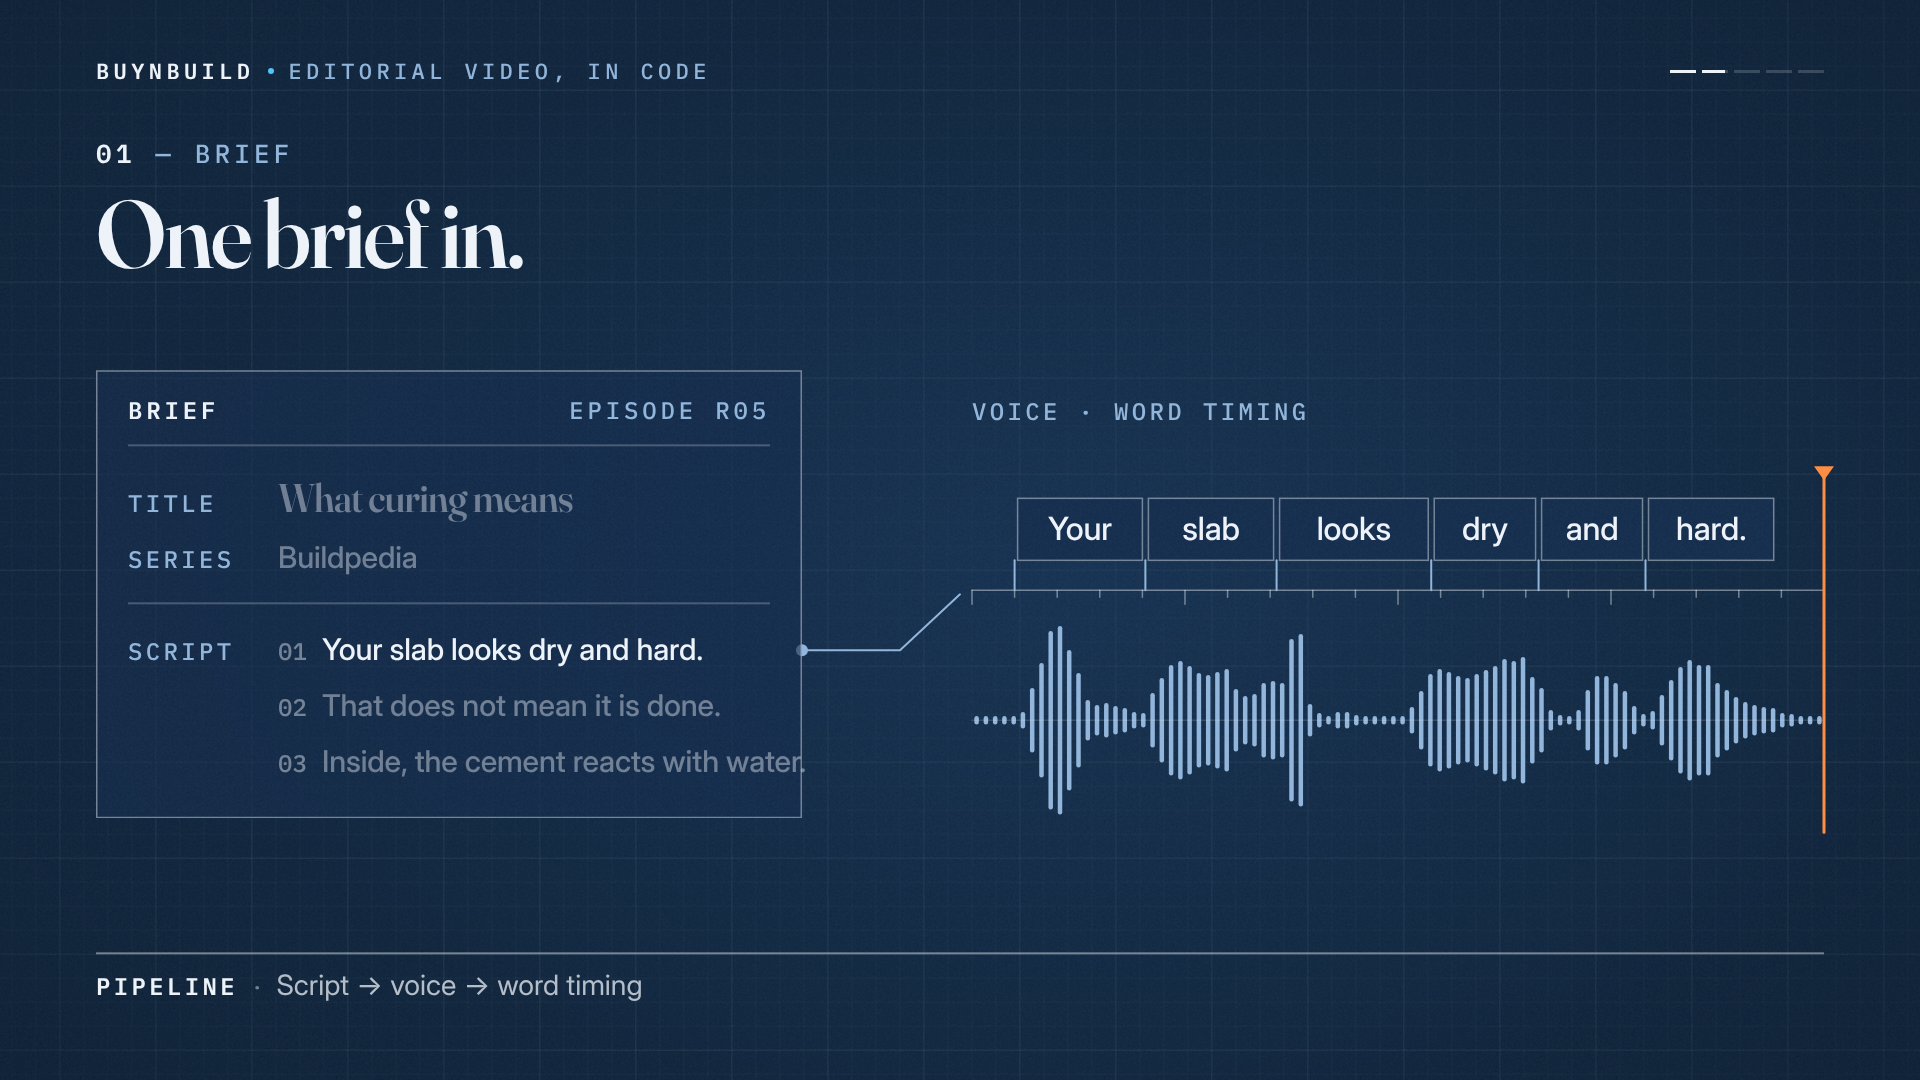 BUYNBUILD • EDITORIAL VIDEO, IN CODE
01 — BRIEF
One brief in.
BRIEF EPISODE R05
TITLE What curing means
SERIES Buildpedia
SCRIPT 01 Your slab looks dry and hard.
02 That does not mean it is done.
03 Inside, the cement reacts with water.
VOICE · WORD TIMING
Your slab looks dry and hard.
PIPELINE · Script → voice → word timing